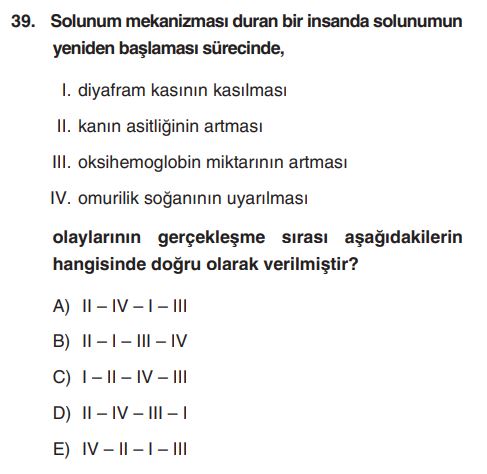 39. Solunum mekanizması duran bir insanda solunumun
yeniden başlaması sürecinde,
I. diyafram kasının kasılması
II. kanın asitliğinin artması
III. oksihemoglobin miktarının artması
IV. omurilik soğanının uyarılması
olaylarının gerçekleşme sırası aşağıdakilerin
hangisinde doğru olarak verilmiştir?
A) II – IV – I – III
B) II – I – III – IV
C) I – II – IV – III
D) II – IV – III – I
E) IV – II – I – III